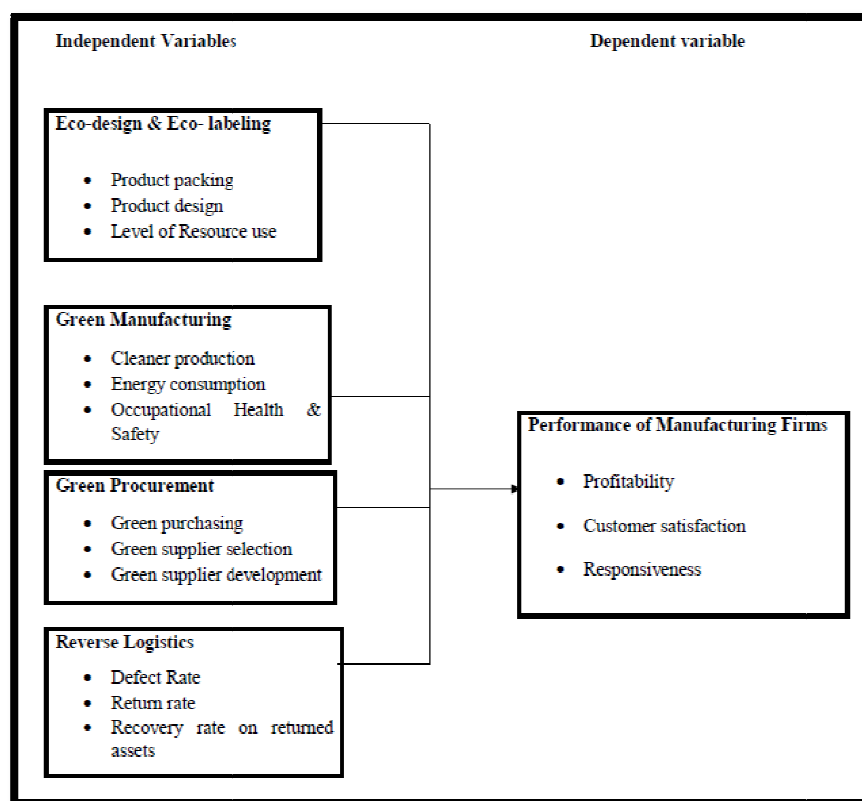 Independent Variables
Dependent variable
Eco-design & Eco- labeling
• Product packing
• Product design
• Level of Resource use
Green Manufacturing
• Cleaner production
• Energy consumption
• Occupational Health &
Safety
Green Procurement
• Green purchasing
• Green supplier selection
• Green supplier development
Reverse Logistics
• Defect Rate
• Return rate
• Recovery rate on returned
assets
Performance of Manufacturing Firms
• Profitability
• Customer satisfaction
• Responsiveness